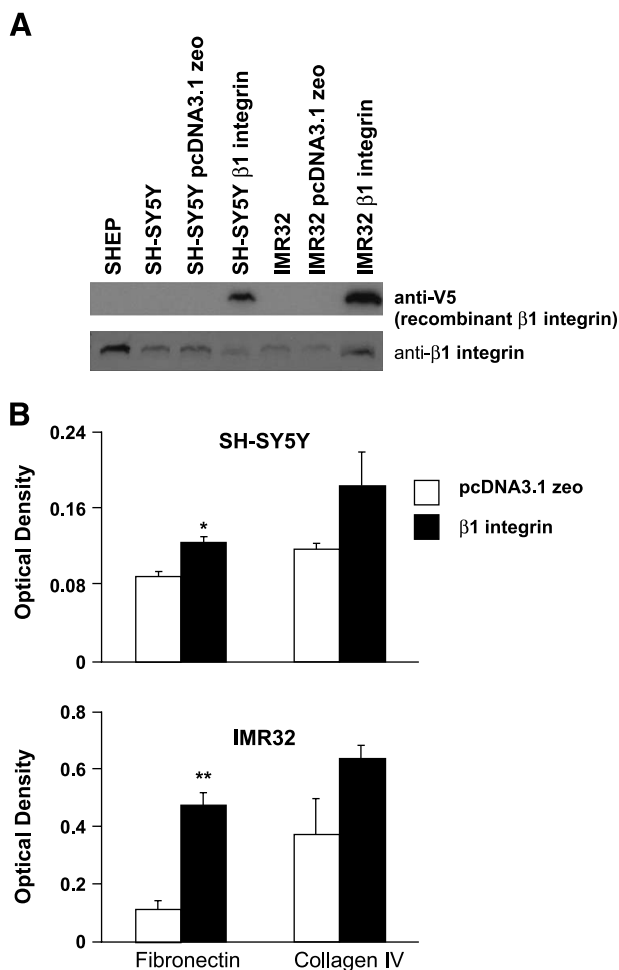 A
SHEP
SH-SY5Y
SH-SY5Y pcDNA3.1 zeo
SH-SY5Y β1 integrin
IMR32
IMR32 pcDNA3.1 zeo
IMR32 β1 integrin
anti-V5
(recombinant β1 integrin)
anti-β1 integrin
B
0.24
SH-SY5Y
pcDNA3.1 zeo
0.16
β1 integrin
*
Optical Density
0.08
0
0.8
IMR32
0.6
**
Optical Density
0.4
0.2
0
Fibronectin Collagen IV